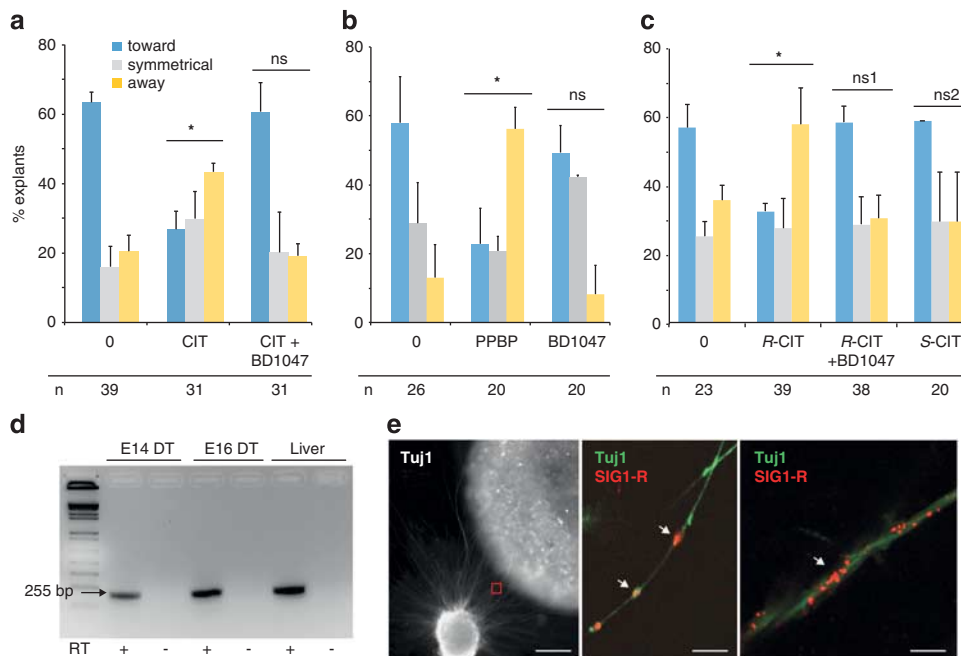 a
b
c
toward
symmetrical
away
% explants
80
60
40
20
0
*
ns
0
CIT
CIT +
BD1047
n
39
31
31
80
60
40
20
0
*
ns
0
PPBP
BD1047
n
26
20
20
80
60
40
20
0
*
ns1
ns2
0
R-CIT
R-CIT
+BD1047
S-CIT
n
23
39
38
20
d
E14 DT
E16 DT
Liver
255 bp
RT
+
-
+
-
+
-
e
Tuj1
Tuj1
SIG1-R
Tuj1
SIG1-R